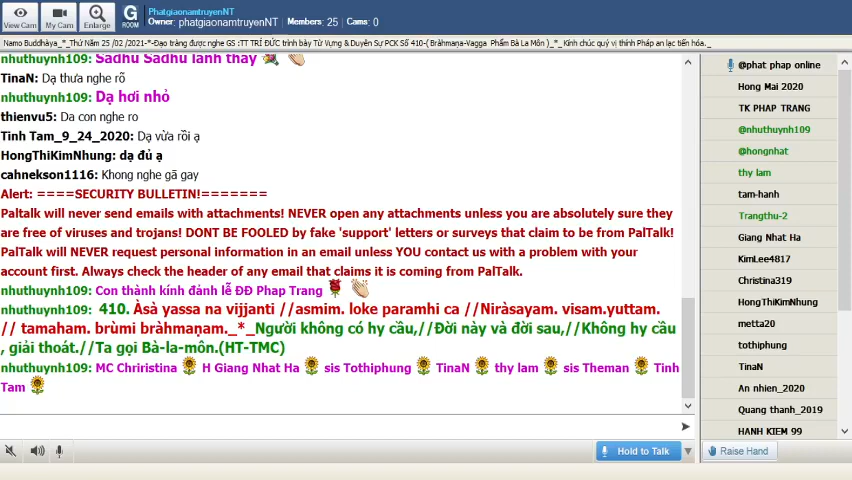 View Cam
My Cam
Enlarge
G
ROOM
PhatgiaonamtruyenNT
Owner: phatgiaonamtruyenNT Members: 25 Cams: 0
Namo Buddhàya_*_Thứ Năm 25 /02 /2021-*-Đạo tràng được nghe GS :TT TRÍ ĐỨC trình bày Từ Vựng &Duyên Sự PCK Số 410-( Bràhmaṇa-Vagga Phẩm Bà La Môn )_*_ Kính chúc quý vị thính Pháp an lạc tiến hóa._
nhuthuynh109: Sadhu Sadhu lành thay
TinaN: Dạ thưa nghe rõ
nhuthuynh109: Dạ hơi nhỏ
thienvu5: Da con nghe ro
Tinh Tam_9_24_2020: Dạ vừa rồi ạ
HongThiKimNhung: dạ đủ ạ
cahnekson1116: Khong nghe gã gay
Alert: ====SECURITY BULLETIN!=======
Paltalk will never send emails with attachments! NEVER open any attachments unless you are absolutely sure they
are free of viruses and trojans! DONT BE FOOLED by fake 'support' letters or surveys that claim to be from PalTalk!
PalTalk will NEVER request personal information in an email unless YOU contact us with a problem with your
account first. Always check the header of any email that claims it is coming from PalTalk.
nhuthuynh109: Con thành kính đảnh lễ ĐĐ Phap Trang
nhuthuynh109: 410. Àsà yassa na vijjanti //asmim. loke paramhi ca //Niràsayam. visam.yuttam.
// tamaham. brùmi bràhmaṇam._*_Người không có hy cầu,//Đời này và đời sau,//Không hy cầu
, giải thoát.//Ta gọi Bà-la-môn.(HT-TMC)
nhuthuynh109: MC Chriristina H Giang Nhat Ha sis Tothiphung TinaN thy lam sis Theman Tinh
Tam
Hold to Talk
@phat phap online
Hong Mai 2020
TK PHAP TRANG
@nhuthuynh109
@hongnhat
thy lam
tam-hanh
Trangthu-2
Giang Nhat Ha
KimLee4817
Christina319
HongThiKimNhung
metta20
tothiphung
TinaN
An nhien_2020
Quang thanh_2019
HANH KIEM 99
Raise Hand